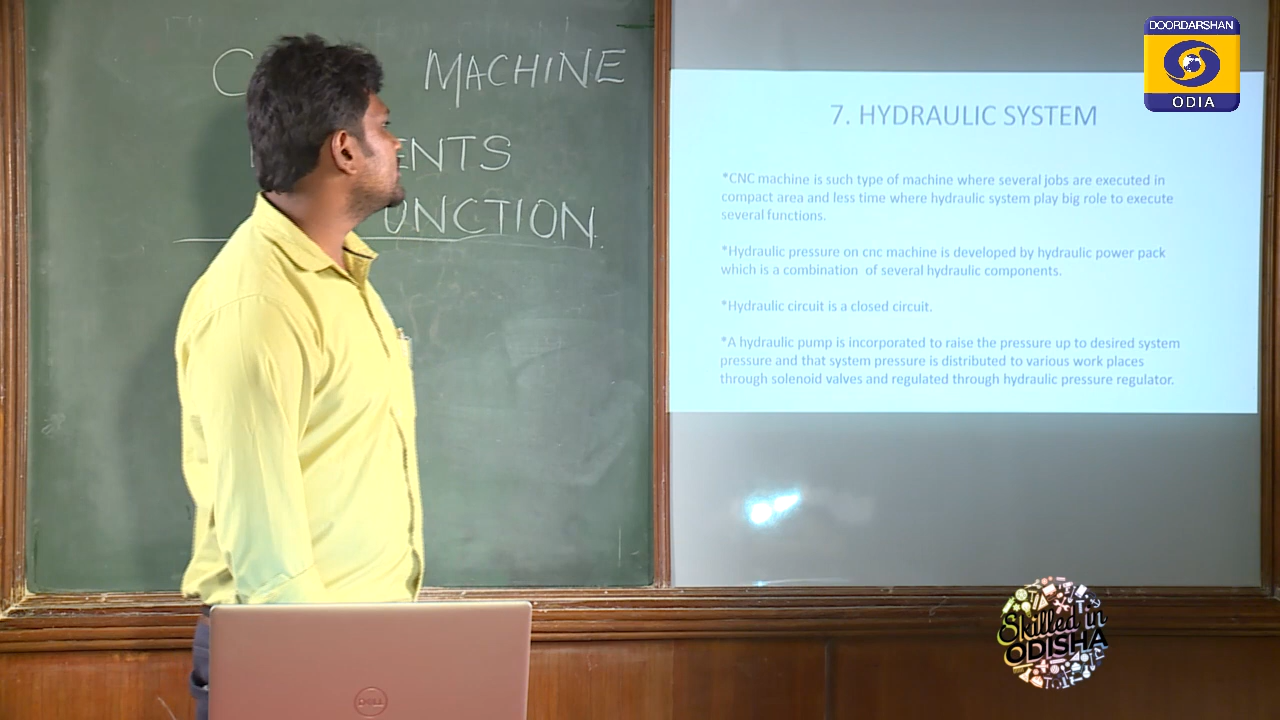 MACHINE
ENTS
UNCTION.
DOORDARSHAN
ODIA
7. HYDRAULIC SYSTEM
*CNC machine is such type of machine where several jobs are executed in
compact area and less time where hydraulic system play big role to execute
several functions.
*Hydraulic pressure on cnc machine is developed by hydraulic power pack
which is a combination of several hydraulic components.
*Hydraulic circuit is a closed circuit.
*A hydraulic pump is incorporated to raise the pressure up to desired system
pressure and that system pressure is distributed to various work places
through solenoid valves and regulated through hydraulic pressure regulator.
Skilled in
ODISHA
DELL